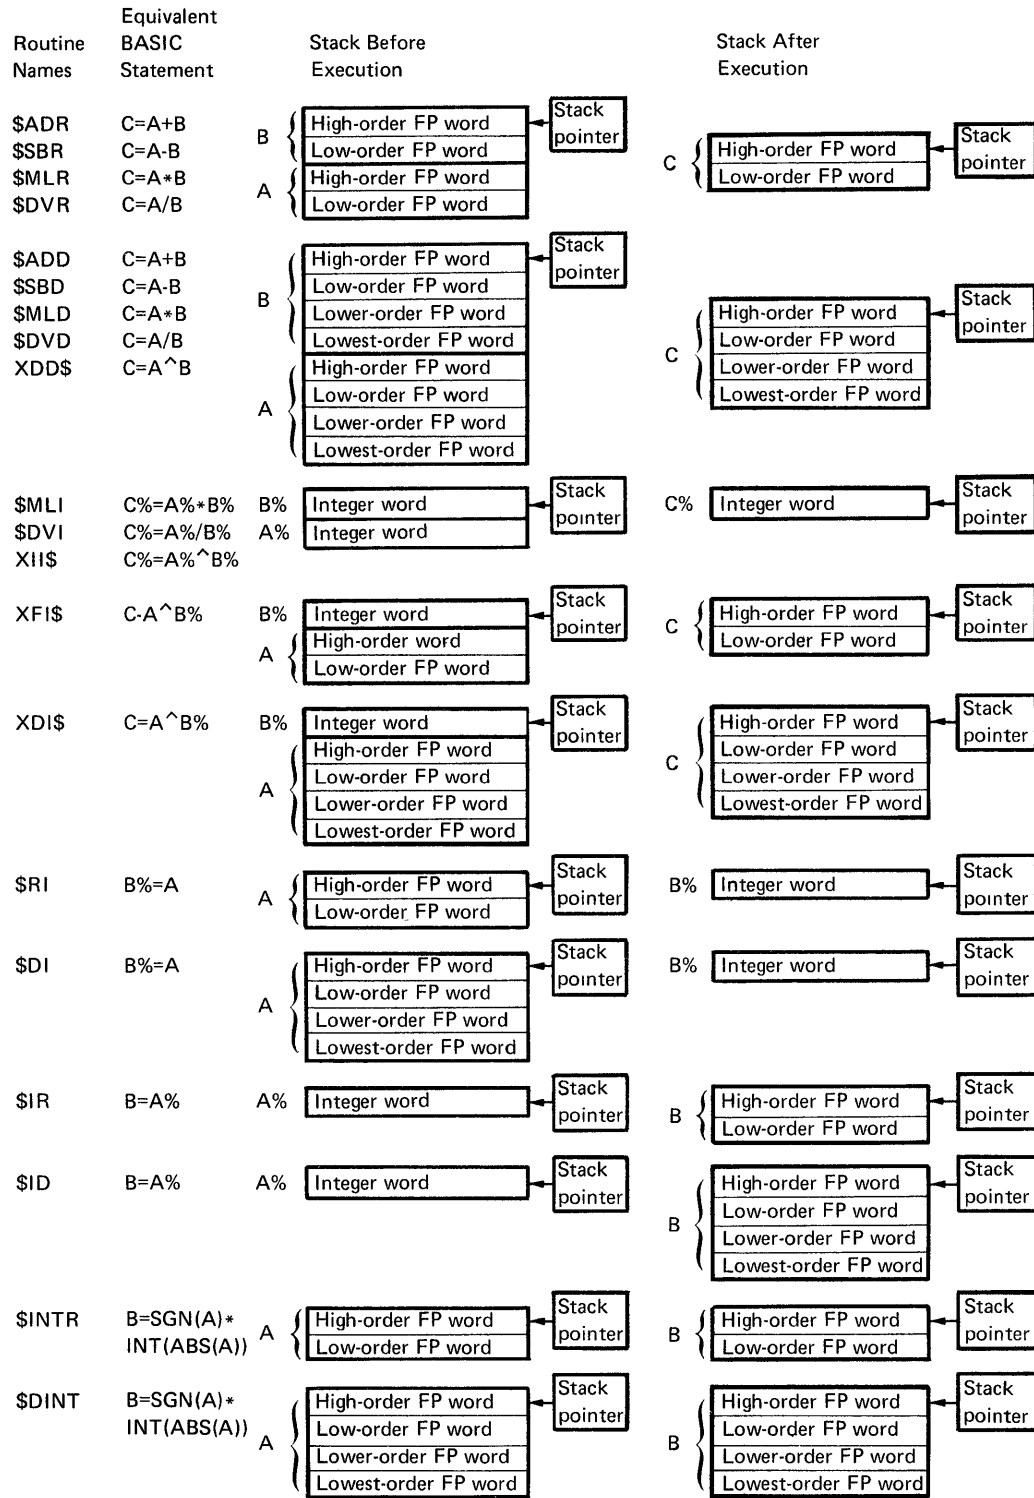 Equivalent
Routine BASIC Stack Before Stack After
Names Statement Execution Execution
$ADR C=A+B B High-order FP word Stack
$SBR C=A-B Low-order FP word pointer C High-order FP word Stack
$MLR C=A*B A High-order FP word Low-order FP word pointer
$DVR C=A/B Low-order FP word
$ADD C=A+B B High-order FP word Stack
$SBD C=A-B Low-order FP word pointer
$MLD C=A*B Lower-order FP word C High-order FP word Stack
$DVD C=A/B Lowest-order FP word Low-order FP word pointer
XDD$ C=A^B A High-order FP word Lower-order FP word
Low-order FP word Lowest-order FP word
Lower-order FP word
Lowest-order FP word
$MLI C%=A%*B% B% Integer word Stack C% Integer word Stack
$DVI C%=A%/B% A% Integer word pointer pointer
XII$ C%=A%^B%
XFI$ C-A^B% B% Integer word Stack C High-order FP word Stack
A High-order word pointer Low-order FP word pointer
Low-order FP word
XDI$ C=A^B% B% Integer word Stack C High-order FP word Stack
A High-order FP word pointer Low-order FP word pointer
Low-order FP word Lower-order FP word
Lower-order FP word Lowest-order FP word
Lowest-order FP word
$RI B%=A A High-order FP word Stack B% Integer word Stack
Low-order FP word pointer pointer
$DI B%=A A High-order FP word Stack B% Integer word Stack
Low-order FP word pointer pointer
Lower-order FP word
Lowest-order FP word
$IR B=A% A% Integer word Stack B High-order FP word Stack
pointer Low-order FP word pointer
$ID B=A% A% Integer word Stack B High-order FP word Stack
pointer Low-order FP word pointer
Lower-order FP word
Lowest-order FP word
$INTR B=SGN(A)* A High-order FP word Stack B High-order FP word Stack
INT(ABS(A)) Low-order FP word pointer Low-order FP word pointer
$DINT B=SGN(A)* A High-order FP word Stack B High-order FP word Stack
INT(ABS(A)) Low-order FP word pointer Low-order FP word pointer
Lower-order FP word Lower-order FP word
Lowest-order FP word Lowest-order FP word